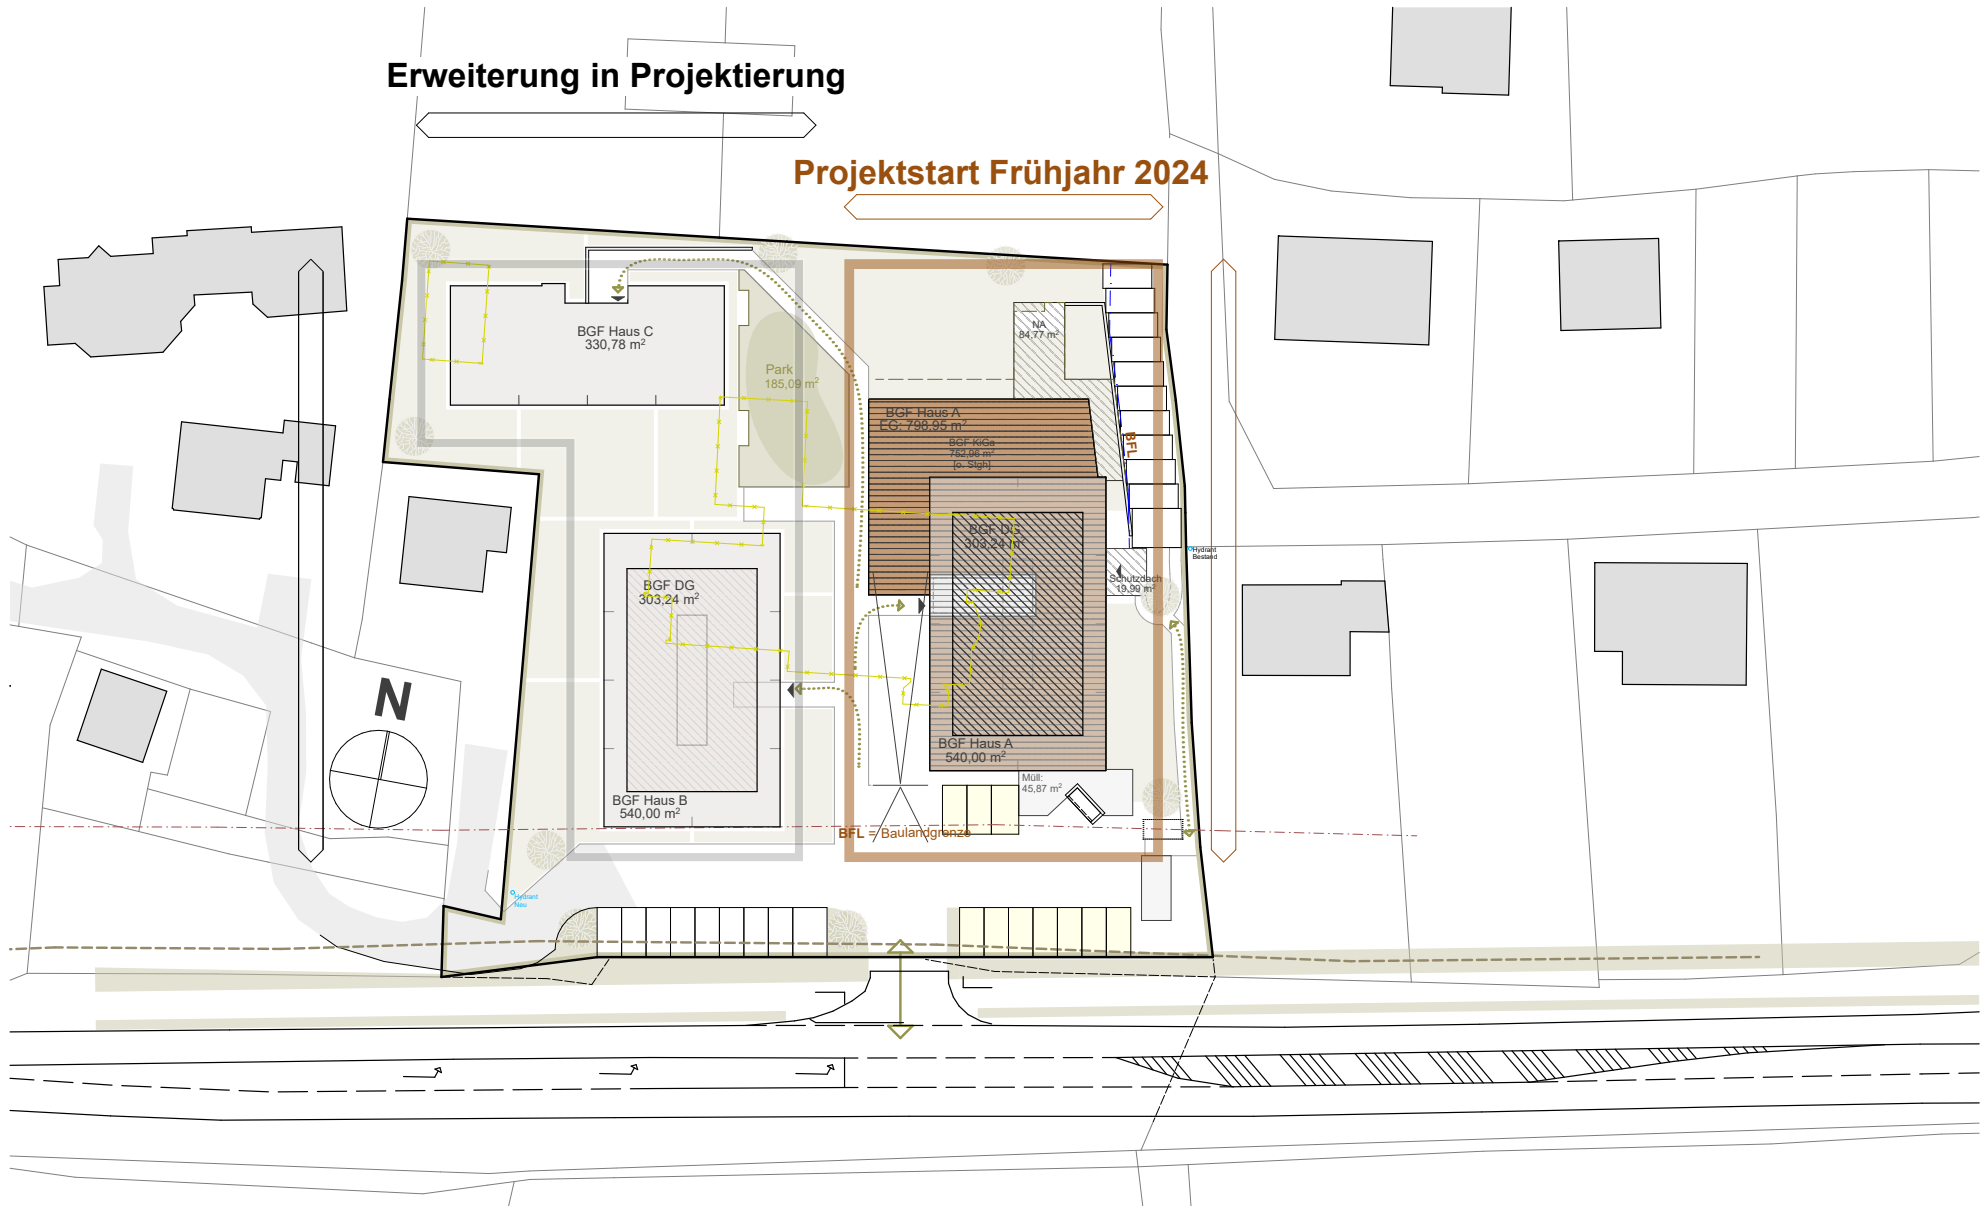 Erweiterung in Projektierung
Projektstart Frühjahr 2024
BGF Haus C
330,78 m²
NA
84,77 m²
Park
185,09 m²
BGF Haus A
EG: 798,95 m²
BGF KiGa
752,96 m²
[o. Stgh]
BFL
BGF DG
303,24 m²
Hydrant
Bestand
Schutzdach
19,99 m²
BGF DG
303,24 m²
N
BGF Haus A
540,00 m²
Müll:
45,87 m²
BGF Haus B
540,00 m²
BFL = Baulandgrenze
Hydrant
Neu